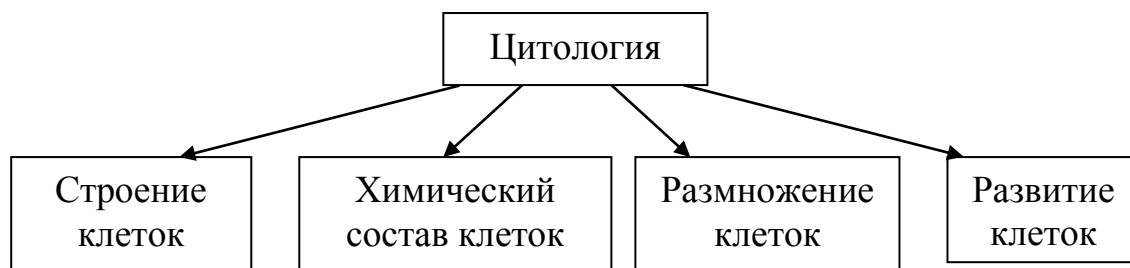 Цитология
Строение
клеток
Химический
состав клеток
Размножение
клеток
Развитие
клеток